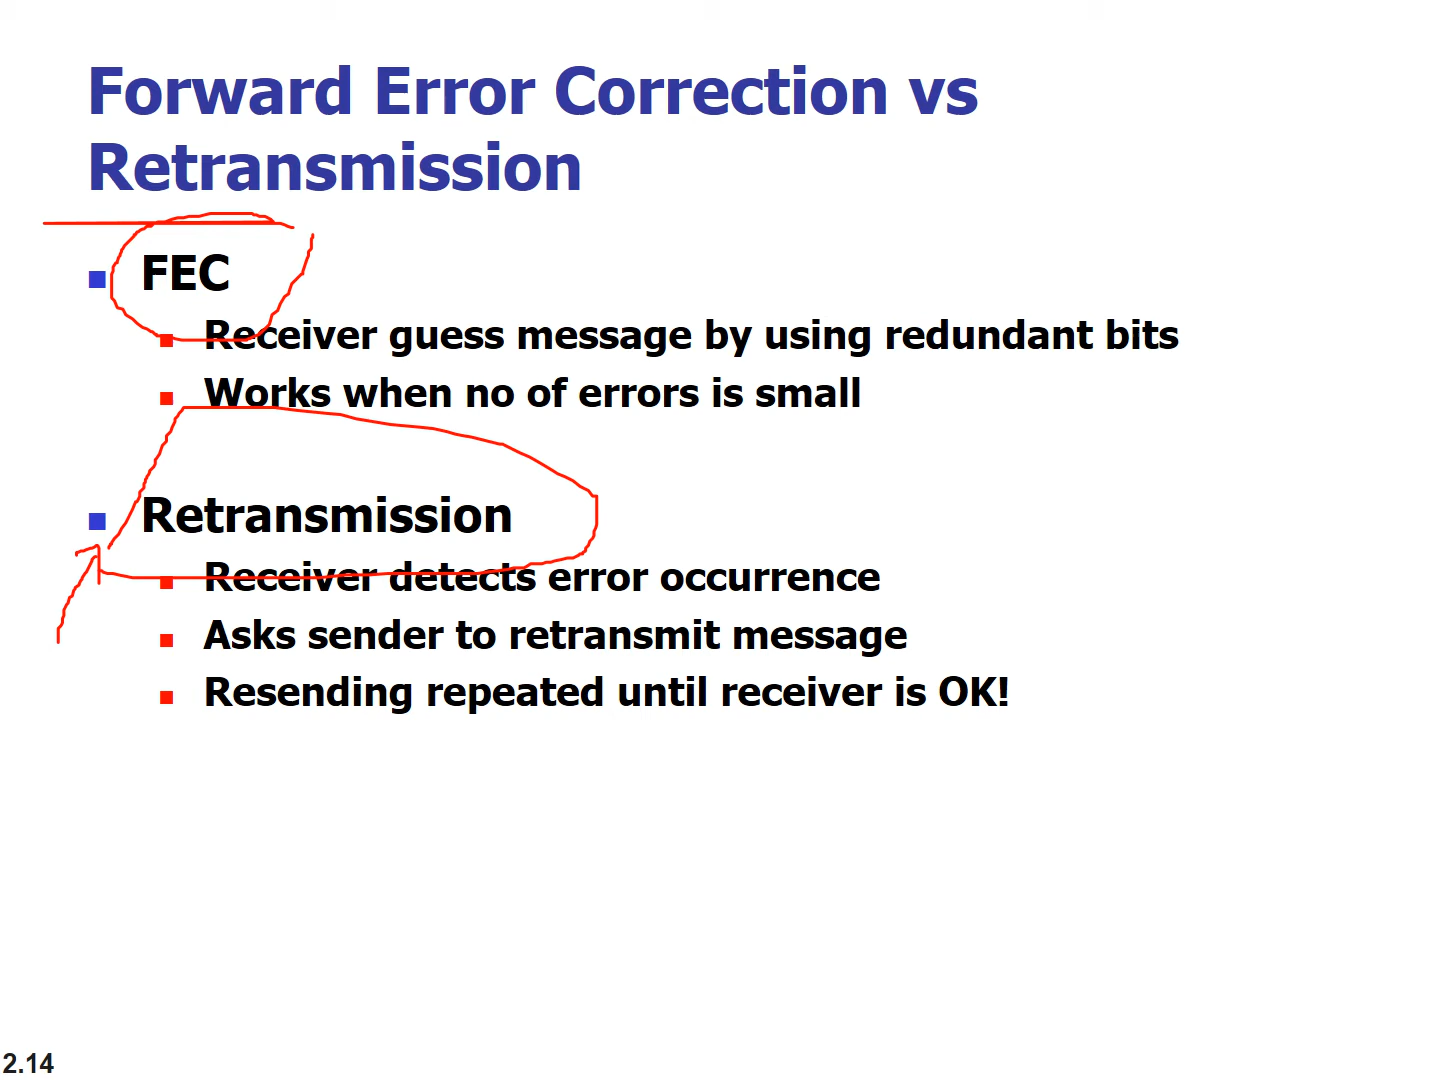 Forward Error Correction vs
Retransmission
FEC
Receiver guess message by using redundant bits
Works when no of errors is small
Retransmission
Receiver detects error occurrence
Asks sender to retransmit message
Resending repeated until receiver is OK!
2.14